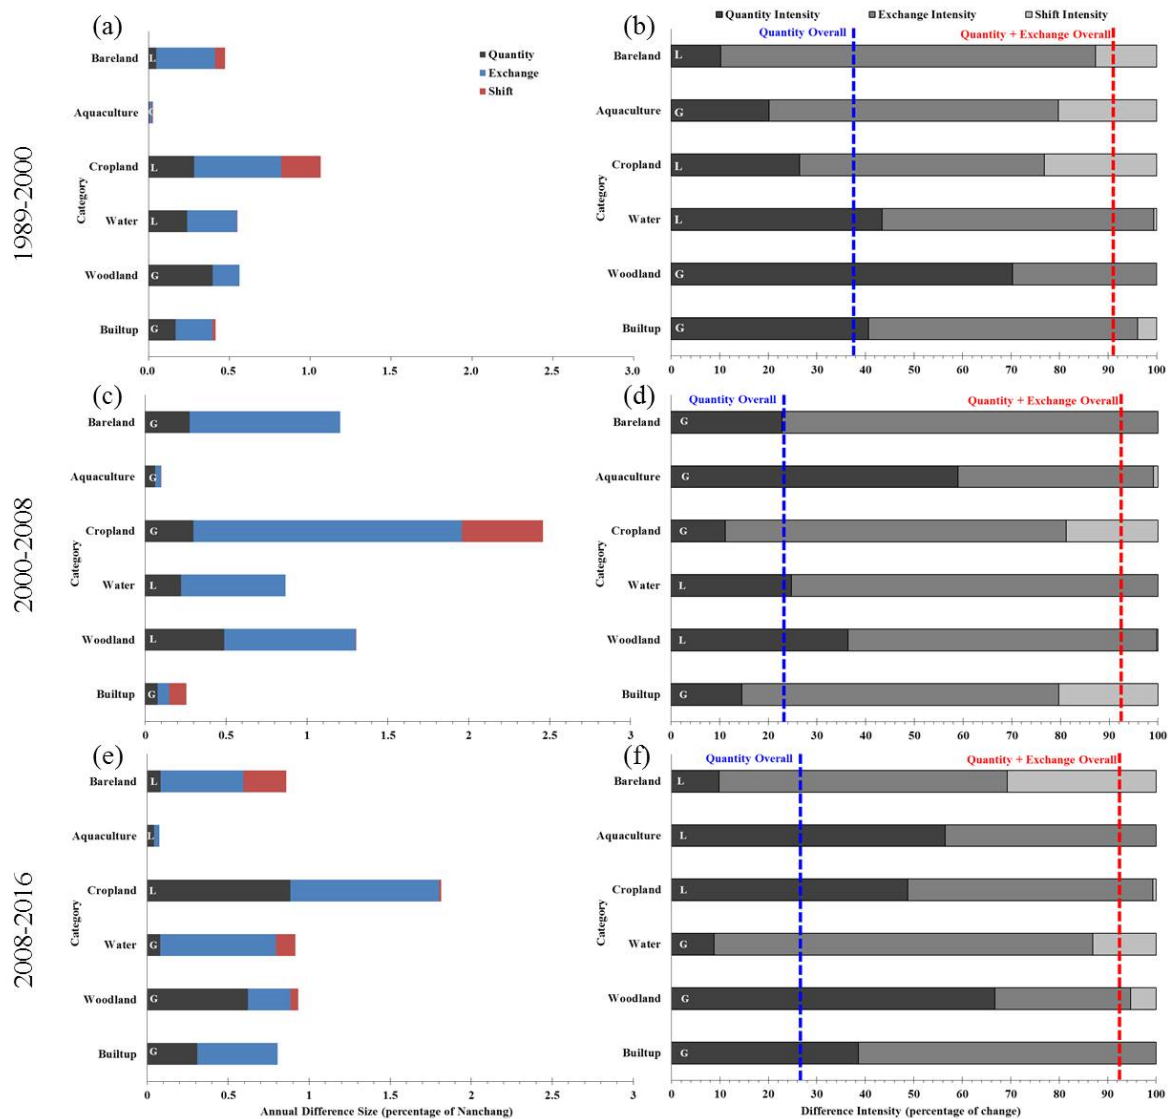 (a)
Quantity
Exchange
Shift
1989-2000
Category
Bareland L
Aquaculture
Cropland L
Water L
Woodland G
Builtup G
0.0 0.5 1.0 1.5 2.0 2.5 3.0
(b)
Quantity Intensity Exchange Intensity Shift Intensity
Quantity Overall Quantity + Exchange Overall
Category
Bareland L
Aquaculture G
Cropland L
Water L
Woodland G
Builtup G
0 10 20 30 40 50 60 70 80 90 100
(c)
2000-2008
Category
Bareland G
Aquaculture G
Cropland G
Water L
Woodland L
Builtup G
0 0.5 1 1.5 2 2.5 3
(d)
Quantity Overall Quantity + Exchange Overall
Category
Bareland G
Aquaculture G
Cropland G
Water L
Woodland L
Builtup G
0 10 20 30 40 50 60 70 80 90 100
(e)
2008-2016
Category
Bareland L
Aquaculture L
Cropland L
Water G
Woodland G
Builtup G
0 0.5 1 1.5 2 2.5 3
Annual Difference Size (percentage of Nanchang)
(f)
Quantity Overall Quantity + Exchange Overall
Category
Bareland L
Aquaculture L
Cropland L
Water G
Woodland G
Builtup G
0 10 20 30 40 50 60 70 80 90 100
Difference Intensity (percentage of change)